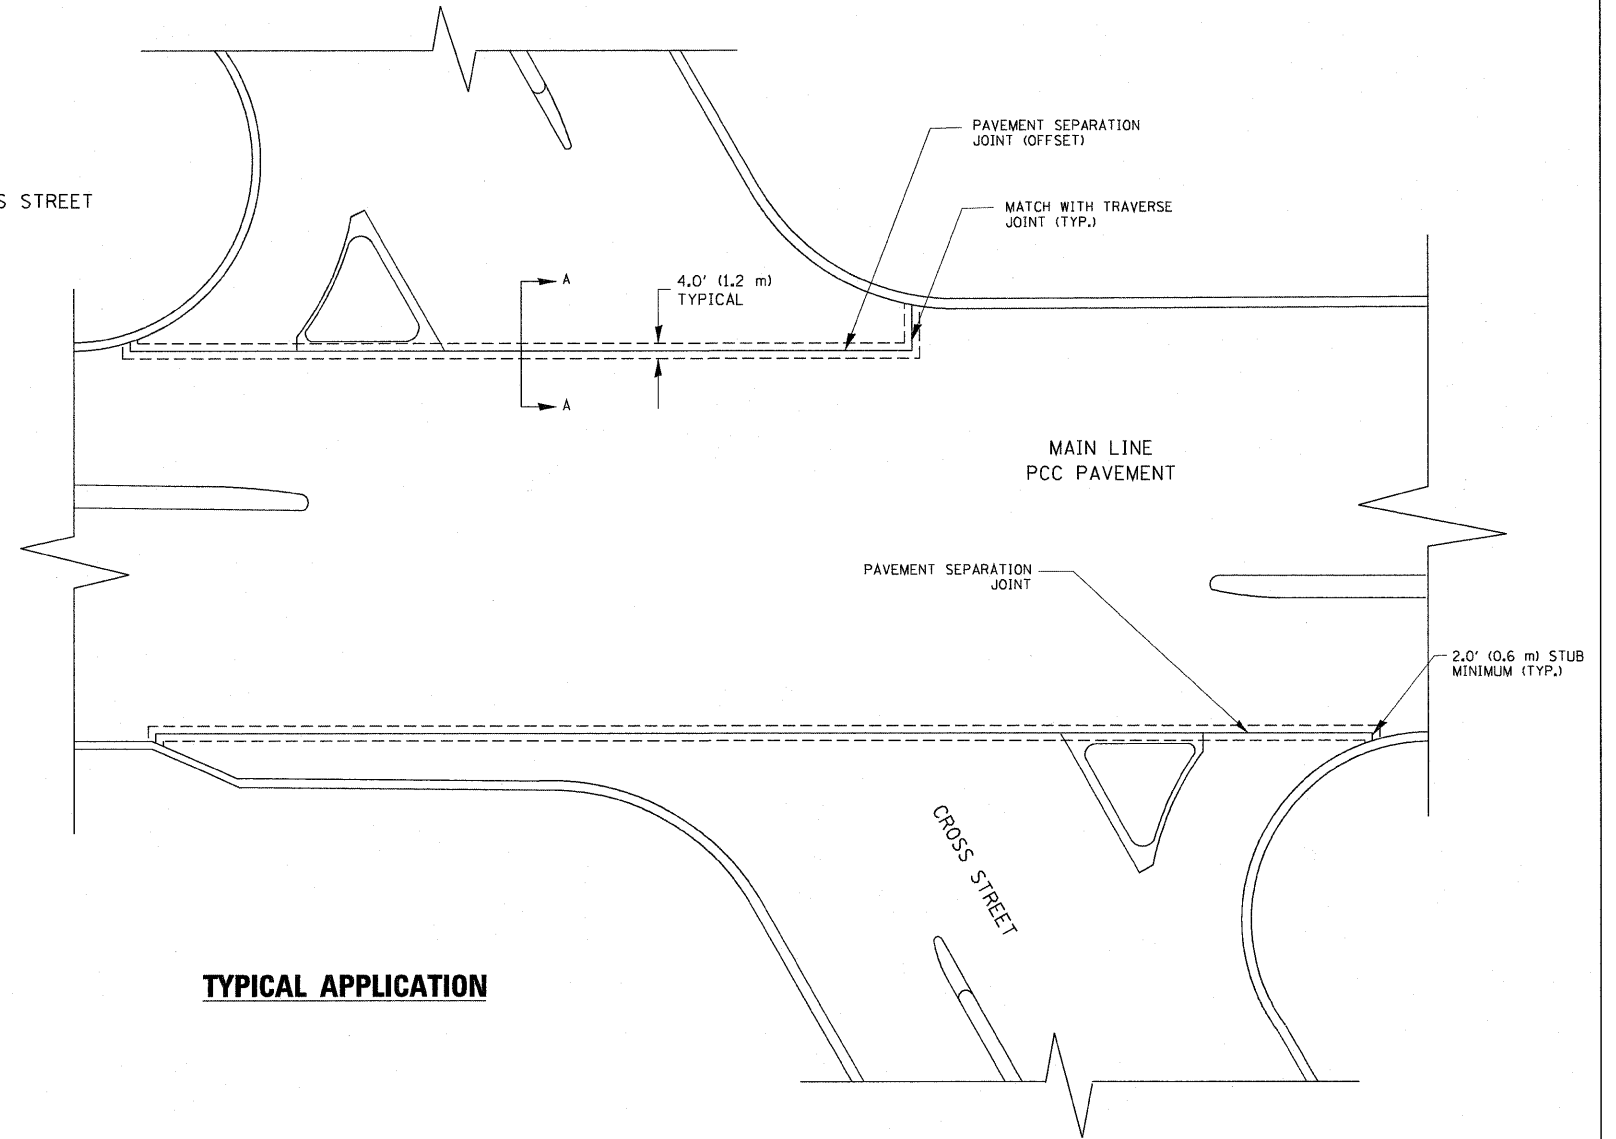 PAVEMENT SEPARATION
JOINT (OFFSET)
S STREET
MATCH WITH TRAVERSE
JOINT (TYP.)
A
4.0' (1.2 m)
TYPICAL
A
MAIN LINE
PCC PAVEMENT
PAVEMENT SEPARATION
JOINT
2.0' (0.6 m) STUB
MINIMUM (TYP.)
CROSS STREET
TYPICAL APPLICATION